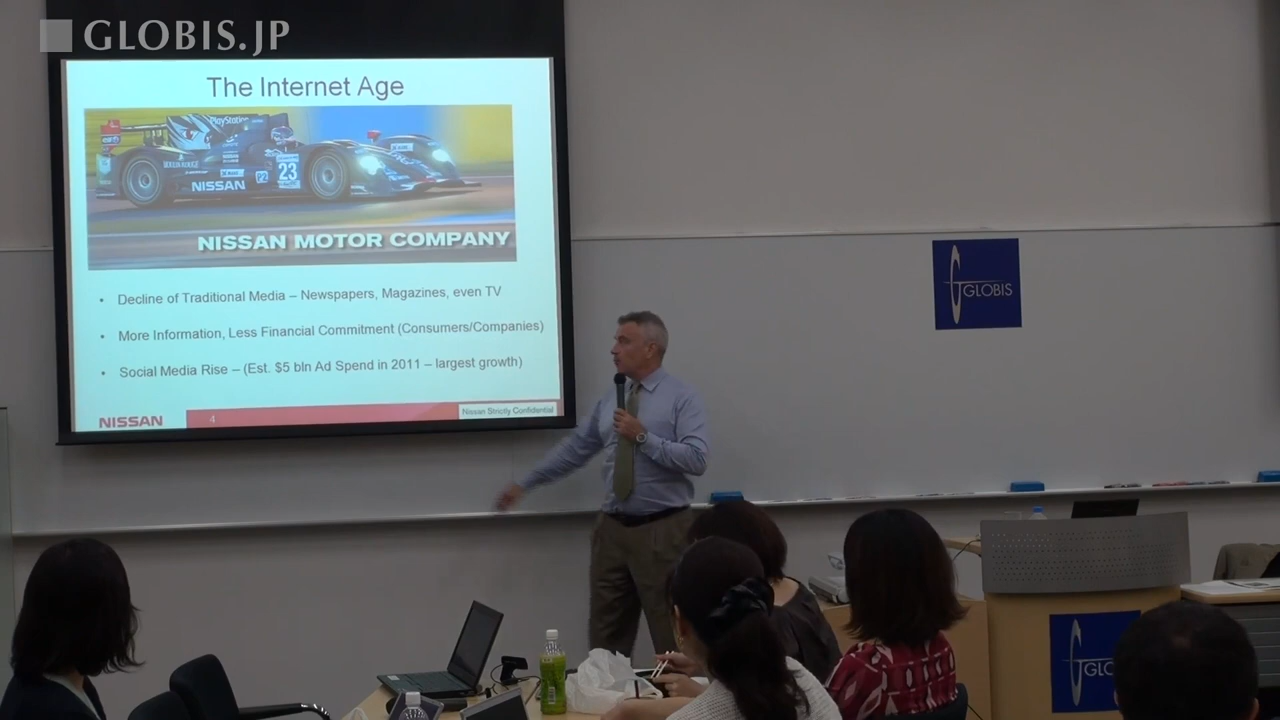 GLOBIS.JP
The Internet Age
PlayStation
NISSAN
P2
23
NISSAN MOTOR COMPANY
• Decline of Traditional Media – Newspapers, Magazines, even TV
• More Information, Less Financial Commitment (Consumers/Companies)
• Social Media Rise – (Est. $5 bln Ad Spend in 2011 – largest growth)
NISSAN
4
Nissan Strictly Confidential
GLOBIS
GLO